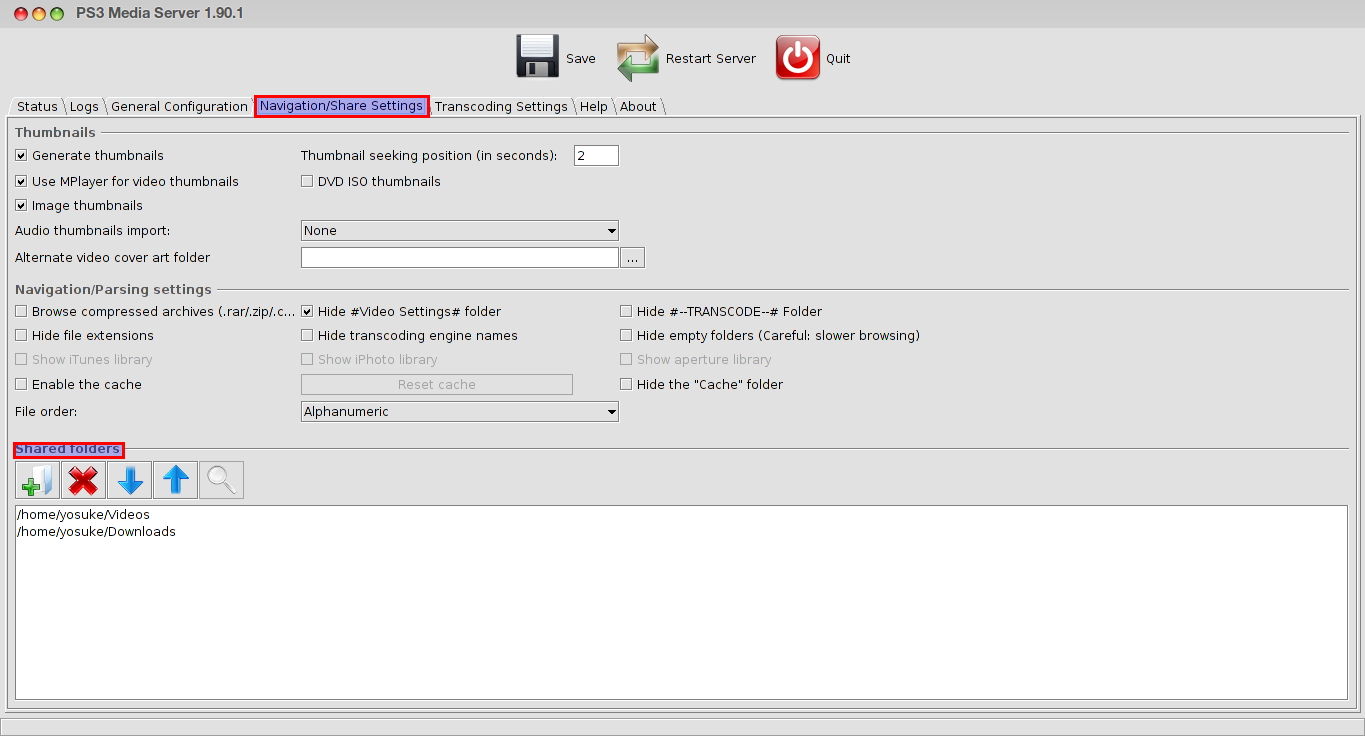 PS3 Media Server 1.90.1
Save Restart Server Quit
Status Logs General Configuration Navigation/Share Settings Transcoding Settings Help About
Thumbnails
Generate thumbnails Thumbnail seeking position (in seconds): 2
Use MPlayer for video thumbnails DVD ISO thumbnails
Image thumbnails
Audio thumbnails import: None
Alternate video cover art folder ...
Navigation/Parsing settings
Browse compressed archives (.rar/.zip/.c... Hide #Video Settings# folder Hide #--TRANSCODE--# Folder
Hide file extensions Hide transcoding engine names Hide empty folders (Careful: slower browsing)
Show iTunes library Show iPhoto library Show aperture library
Enable the cache Reset cache Hide the "Cache" folder
File order: Alphanumeric
Shared folders
/home/yosuke/Videos
/home/yosuke/Downloads